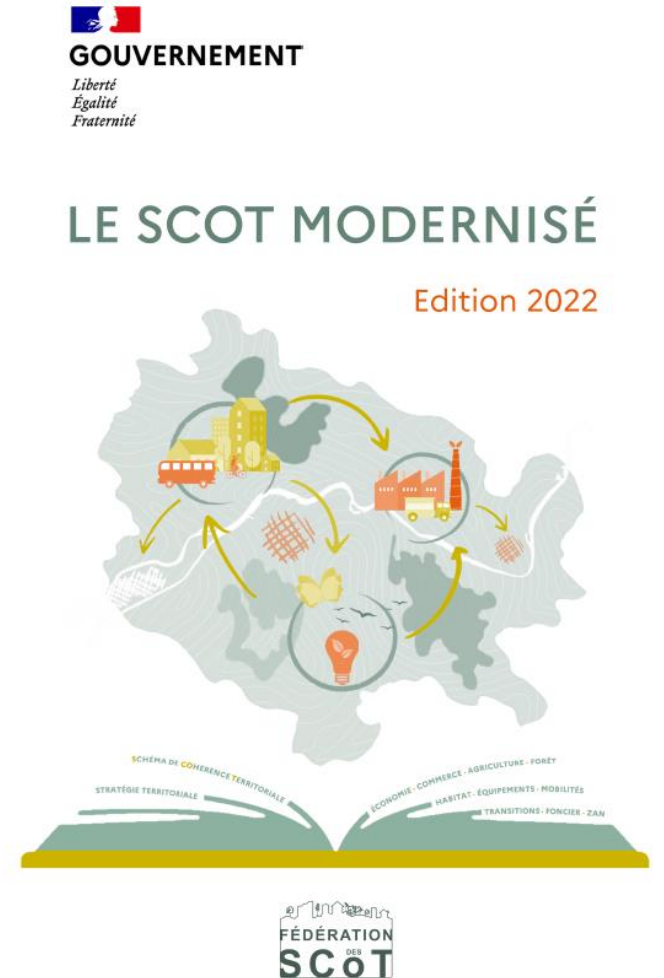 GOUVERNEMENT
Liberté
Égalité
Fraternité
LE SCOT MODERNISÉ
Edition 2022
SCHÉMA DE COHERENCE TERRITORIALE
STRATÉGIE TERRITORIALE
ÉCONOMIE · COMMERCE · AGRICULTURE · FORÊT
HABITAT · ÉQUIPEMENTS · MOBILITÉS
TRANSITIONS · FONCIER · ZAN
FÉDÉRATION
DES
SCoT